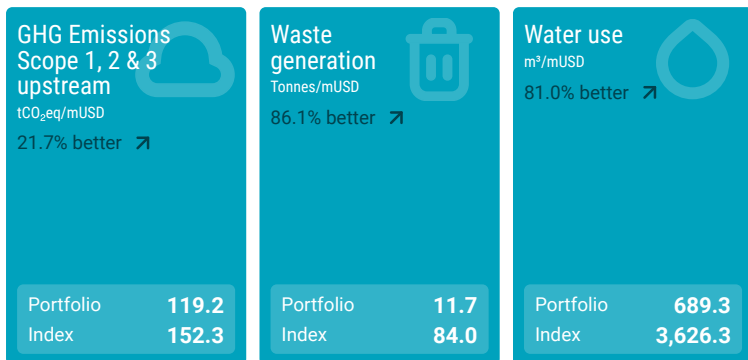 GHG Emissions
Scope 1, 2 & 3
upstream
tCO₂eq/mUSD
21.7% better
Portfolio 119.2
Index 152.3
Waste
generation
Tonnes/mUSD
86.1% better
Portfolio 11.7
Index 84.0
Water use
m³/mUSD
81.0% better
Portfolio 689.3
Index 3,626.3